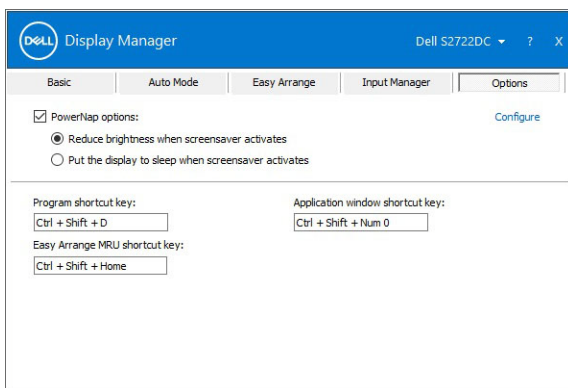 DELL Display Manager Dell S2722DC ? X
Basic Auto Mode Easy Arrange Input Manager Options
PowerNap options: Configure
Reduce brightness when screensaver activates
Put the display to sleep when screensaver activates
Program shortcut key: Application window shortcut key:
Ctrl + Shift + D Ctrl + Shift + Num 0
Easy Arrange MRU shortcut key:
Ctrl + Shift + Home